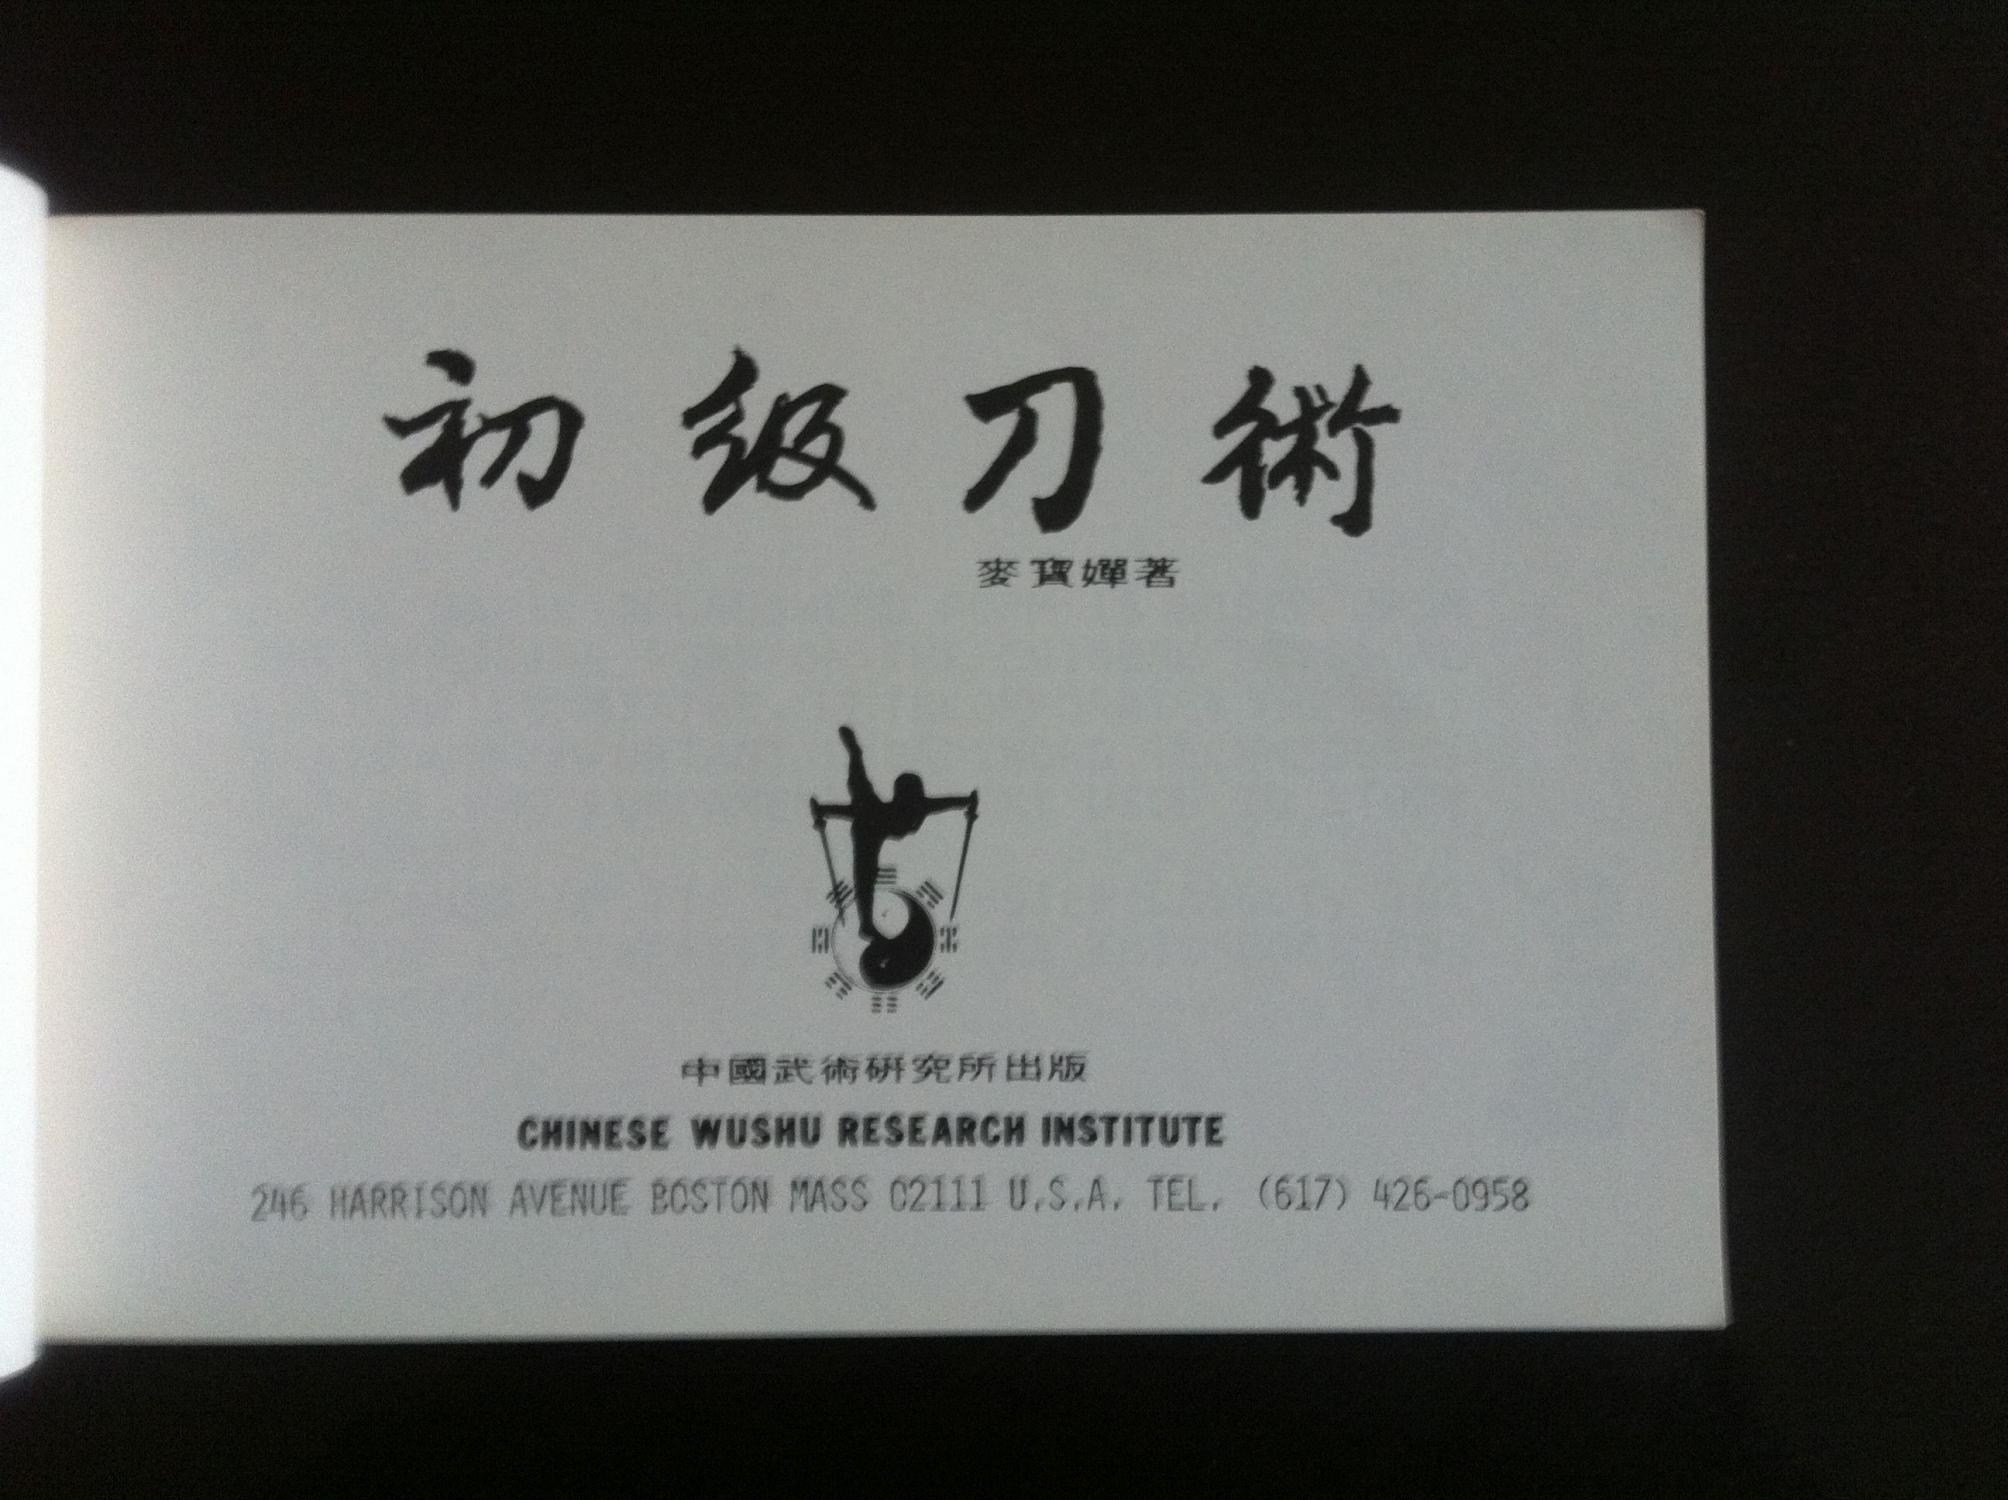 初级刀術
麥寶嬋著
中國武術研究所出版
CHINESE WUSHU RESEARCH INSTITUTE
246 HARRISON AVENUE BOSTON MASS 02111 U.S.A. TEL. (617) 426-0958